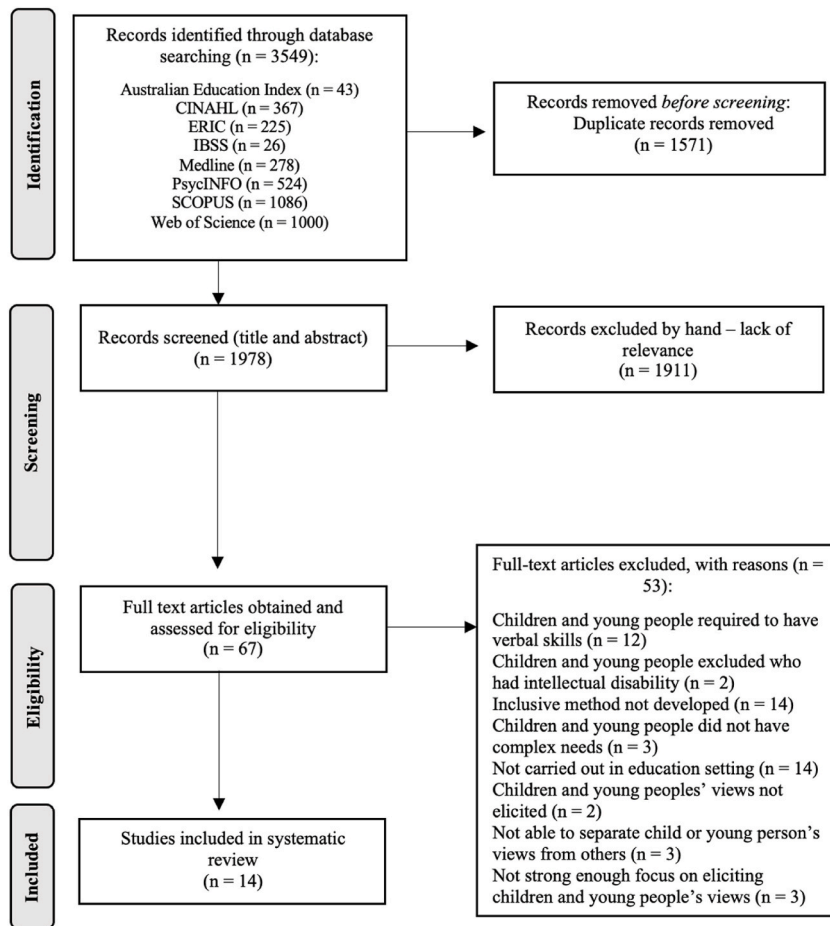 Identification
Records identified through database
searching (n = 3549):
Australian Education Index (n = 43)
CINAHL (n = 367)
ERIC (n = 225)
IBSS (n = 26)
Medline (n = 278)
PsycINFO (n = 524)
SCOPUS (n = 1086)
Web of Science (n = 1000)
Records removed before screening:
Duplicate records removed
(n = 1571)
Screening
Records screened (title and abstract)
(n = 1978)
Records excluded by hand – lack of
relevance
(n = 1911)
Eligibility
Full text articles obtained and
assessed for eligibility
(n = 67)
Full-text articles excluded, with reasons (n =
53):
Children and young people required to have
verbal skills (n = 12)
Children and young people excluded who
had intellectual disability (n = 2)
Inclusive method not developed (n = 14)
Children and young people did not have
complex needs (n = 3)
Not carried out in education setting (n = 14)
Children and young peoples’ views not
elicited (n = 2)
Not able to separate child or young person’s
views from others (n = 3)
Not strong enough focus on eliciting
children and young people’s views (n = 3)
Included
Studies included in systematic
review
(n = 14)